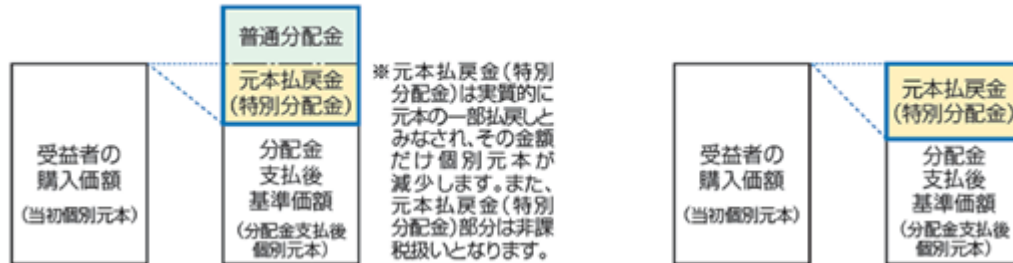 普通分配金
元本払戻金
(特別分配金)
受益者の
購入価額
(当初個別元本)
分配金
支払後
基準価額
(分配金支払後
個別元本)
※元本払戻金(特別
分配金)は実質的に
元本の一部払戻しと
みなされ、その金額
だけ個別元本が
減少します。また、
元本払戻金(特別
分配金)部分は非課
税扱いとなります。
受益者の
購入価額
(当初個別元本)
元本払戻金
(特別分配金)
分配金
支払後
基準価額
(分配金支払後
個別元本)